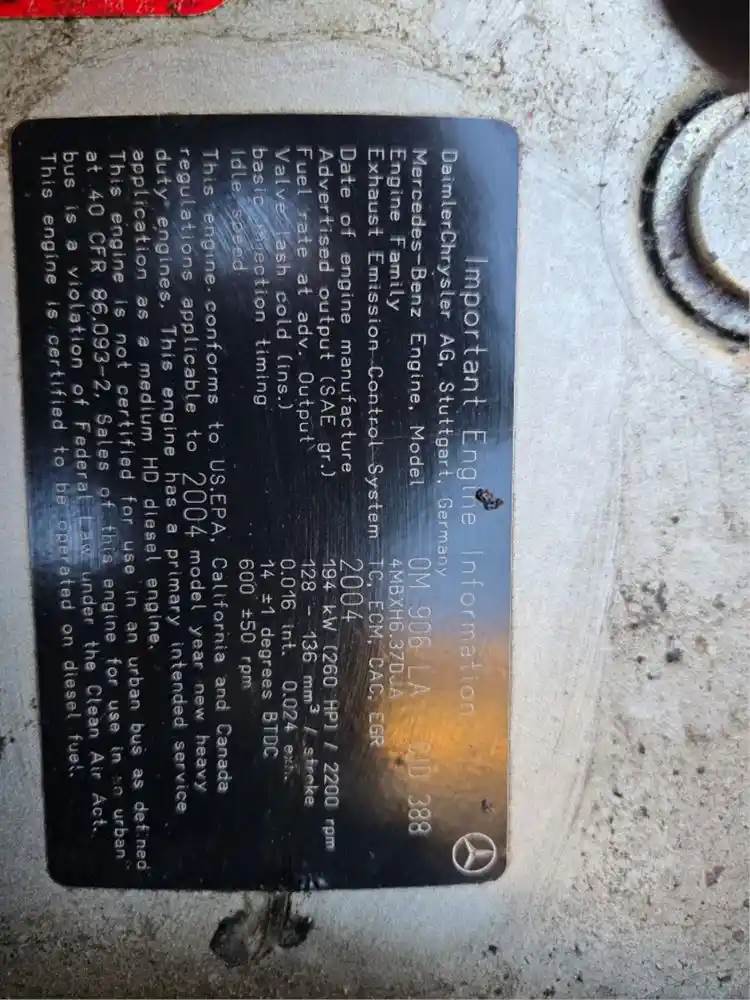 Important Engine Information
DaimlerChrysler AG, Stuttgart, Germany
Mercedes-Benz Engine, Model OM 906 LA CID 388
Engine Family 4MBXH6.37DJA
Exhaust Emission Control System TC, ECM, CAC, EGR
Date of engine manufacture 2004
Advertised output (SAE gr.) 194 kW (260 HP) / 2200 rpm
Fuel rate at adv. Output 128 - 136 mm³ / stroke
Valve lash cold (ins.) 0.016 int. 0.024 exh.
basic injection timing 14 ±1 degrees BTDC
Idle speed 600 ±50 rpm
This engine conforms to US.EPA, California and Canada
regulations applicable to 2004 model year new heavy
duty engines. This engine has a primary intended service
application as a medium HD diesel engine.
This engine is not certified for use in an urban bus as defined
at 40 CFR 86.093-2, Sales of this engine for use in an urban
bus is a violation of Federal Law under the Clean Air Act.
This engine is certified to be operated on diesel fuel.